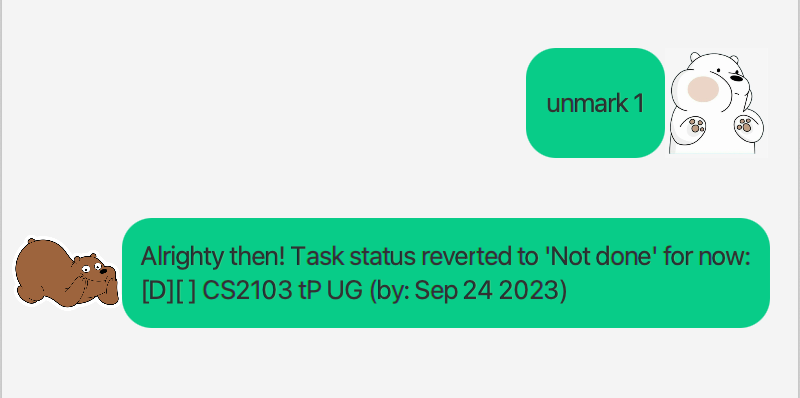 unmark 1
Alrighty then! Task status reverted to 'Not done' for now:
[D][ ] CS2103 tP UG (by: Sep 24 2023)